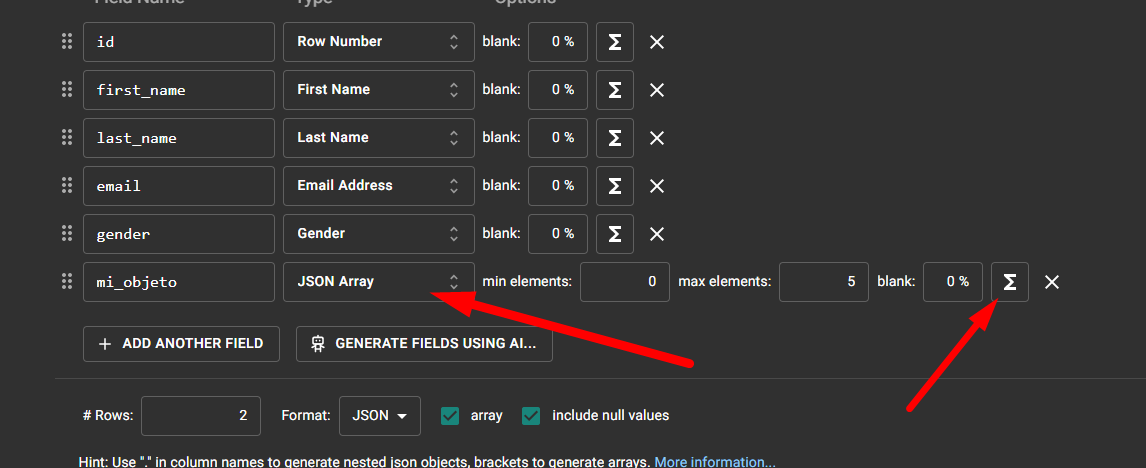 Field Name Type Options
id Row Number blank: 0 % Σ
first_name First Name blank: 0 % Σ
last_name Last Name blank: 0 % Σ
email Email Address blank: 0 % Σ
gender Gender blank: 0 % Σ
mi_objeto JSON Array min elements: 0 max elements: 5 blank: 0 % Σ
+ ADD ANOTHER FIELD GENERATE FIELDS USING AI...
# Rows: 2 Format: JSON array include null values
Hint: Use "." in column names to generate nested json objects, brackets to generate arrays. More information...